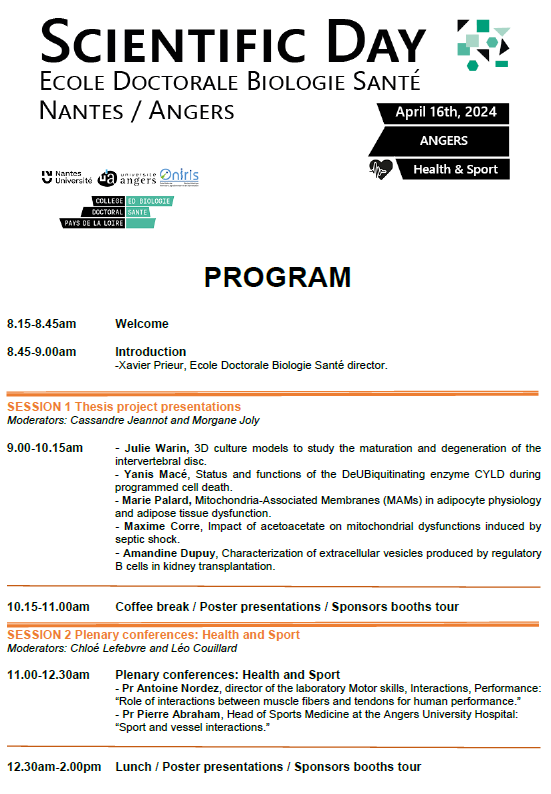 SCIENTIFIC DAY
ECOLE DOCTORALE BIOLOGIE SANTÉ
NANTES / ANGERS
April 16th, 2024
ANGERS
Health & Sport
Nantes
Université
ua
université
angers
Oniris
COLLEGE ED BIOLOGIE
DOCTORAL SANTE
PAYS DE LA LOIRE
PROGRAM
8.15-8.45am Welcome
8.45-9.00am Introduction
-Xavier Prieur, Ecole Doctorale Biologie Santé director.
SESSION 1 Thesis project presentations
Moderators: Cassandre Jeannot and Morgane Joly
9.00-10.15am - Julie Warin, 3D culture models to study the maturation and degeneration of the
intervertebral disc.
- Yanis Macé, Status and functions of the DeUBiquitinating enzyme CYLD during
programmed cell death.
- Marie Palard, Mitochondria-Associated Membranes (MAMs) in adipocyte physiology
and adipose tissue dysfunction.
- Maxime Corre, Impact of acetoacetate on mitochondrial dysfunctions induced by
septic shock.
- Amandine Dupuy, Characterization of extracellular vesicles produced by regulatory
B cells in kidney transplantation.
10.15-11.00am Coffee break / Poster presentations / Sponsors booths tour
SESSION 2 Plenary conferences: Health and Sport
Moderators: Chloé Lefebvre and Léo Couillard
11.00-12.30am Plenary conferences: Health and Sport
- Pr Antoine Nordez, director of the laboratory Motor skills, Interactions, Performance:
“Role of interactions between muscle fibers and tendons for human performance.”
- Pr Pierre Abraham, Head of Sports Medicine at the Angers University Hospital:
“Sport and vessel interactions.”
12.30am-2.00pm Lunch / Poster presentations / Sponsors booths tour